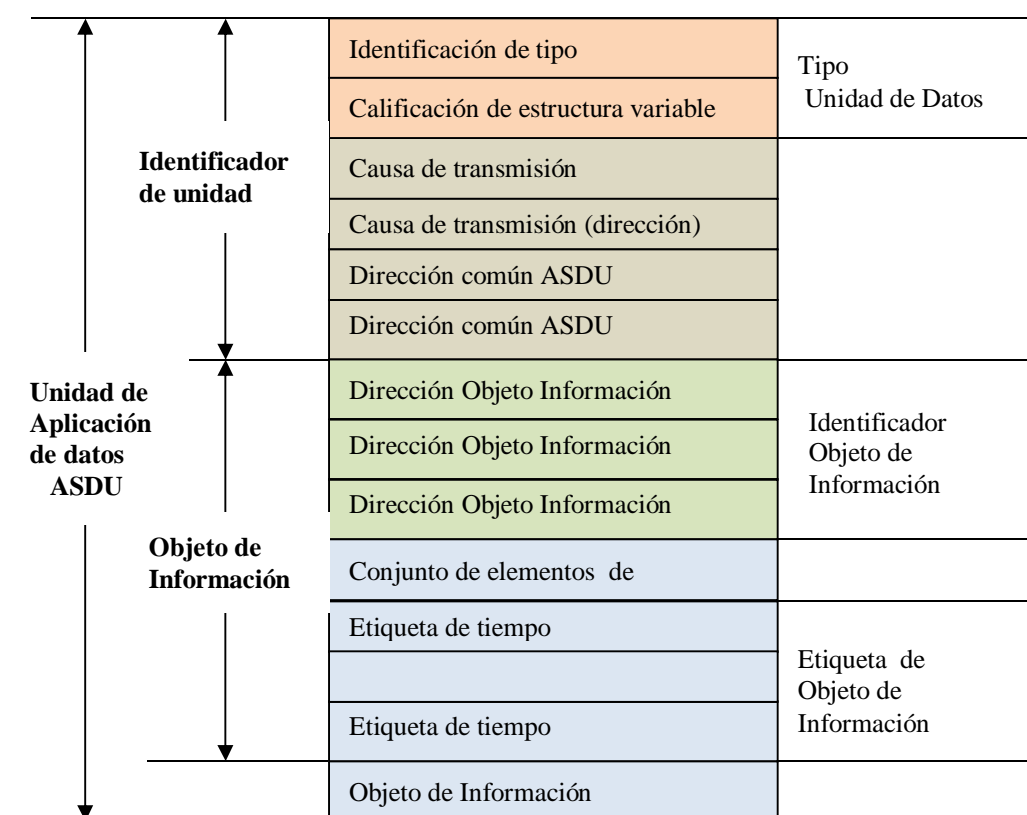 Identificación de tipo
Calificación de estructura variable
Tipo
Unidad de Datos
Identificador
de unidad
Causa de transmisión
Causa de transmisión (dirección)
Dirección común ASDU
Dirección común ASDU
Unidad de
Aplicación
de datos
ASDU
Dirección Objeto Información
Dirección Objeto Información
Dirección Objeto Información
Identificador
Objeto de
Información
Objeto de
Información
Conjunto de elementos de
Etiqueta de tiempo
Etiqueta de tiempo
Etiqueta de
Objeto de
Información
Objeto de Información